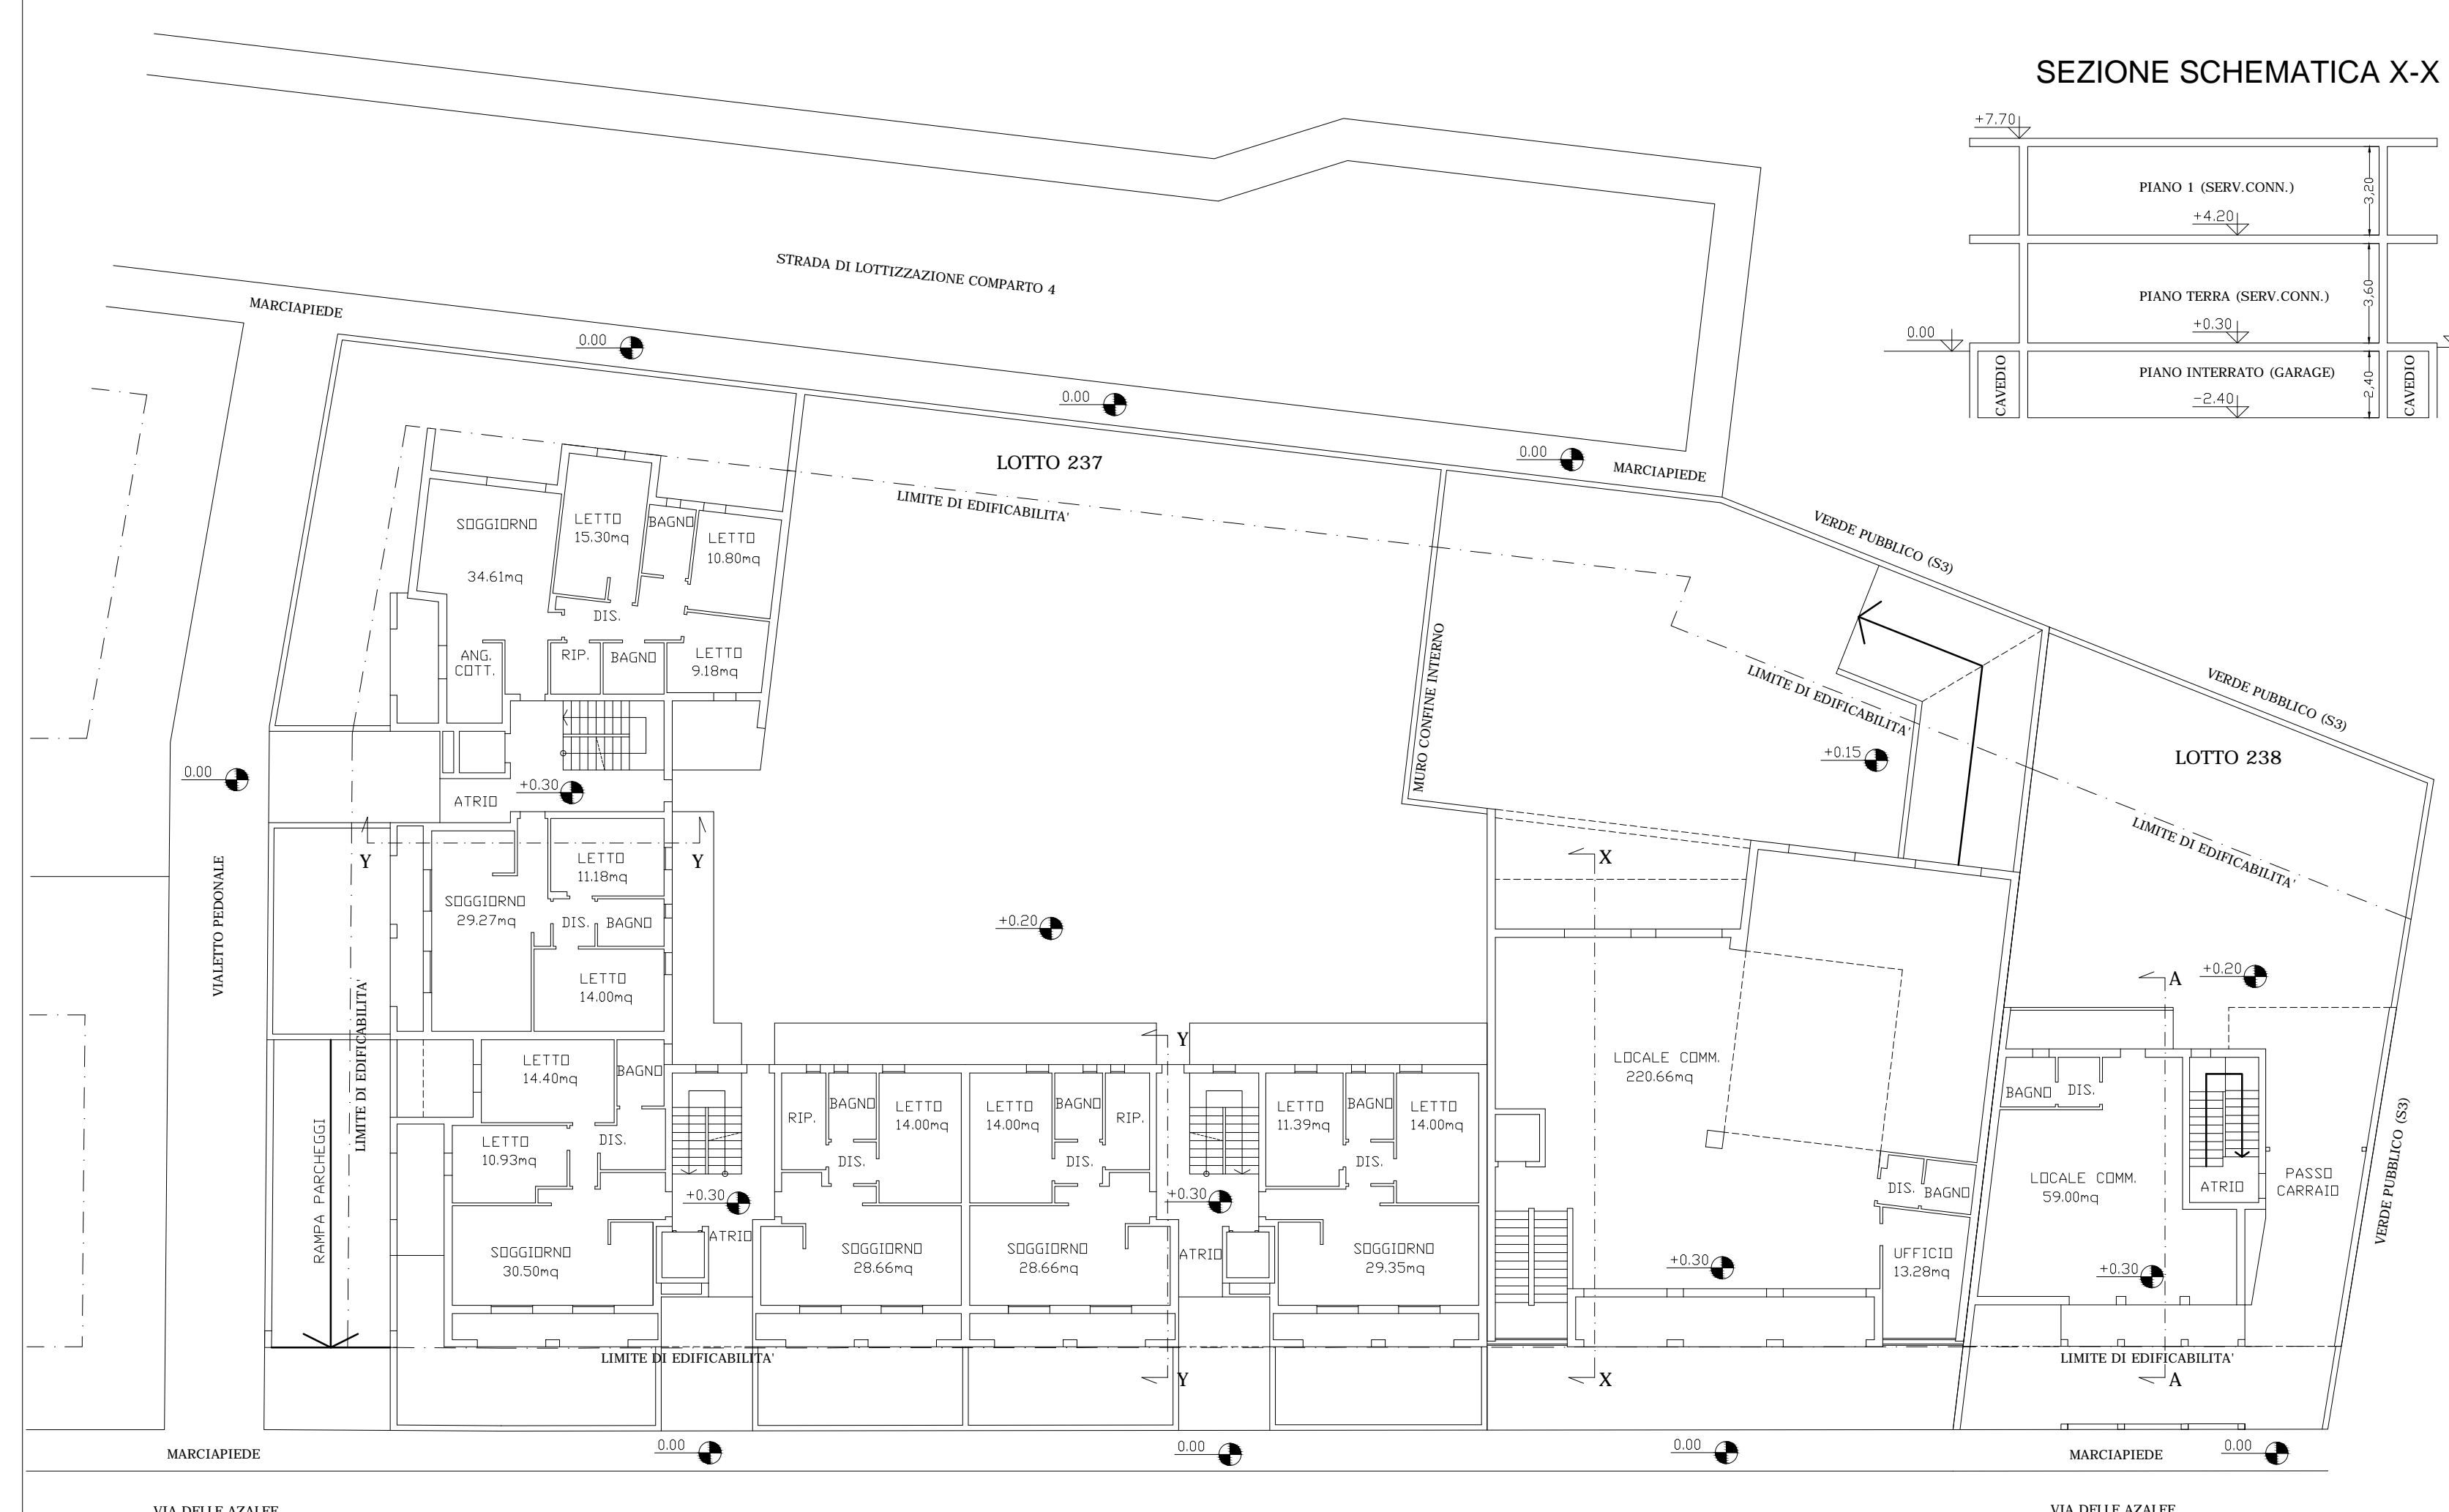 SEZIONE SCHEMATICA X-X
+7.70
PIANO 1 (SERV.CONN.)
3,20
+4.20
PIANO TERRA (SERV.CONN.)
3,60
+0.30
0.00
PIANO INTERRATO (GARAGE)
2,40
-2.40
CAVEDIO
CAVEDIO
STRADA DI LOTTIZZAZIONE COMPARTO 4
MARCIAPIEDE
0.00
0.00
0.00
MARCIAPIEDE
LOTTO 237
LIMITE DI EDIFICABILITA'
VERDE PUBBLICO (S3)
SOGGIORNO
34.61mq
LETTO
15.30mq
BAGNO
LETTO
10.80mq
DIS.
ANG.
COTT.
RIP.
BAGNO
LETTO
9.18mq
MURO CONFINE INTERNO
LIMITE DI EDIFICABILITA'
VERDE PUBBLICO (S3)
+0.15
LOTTO 238
0.00
+0.30
ATRIO
LIMITE DI EDIFICABILITA'
Y
Y
X
LETTO
11.18mq
SOGGIORNO
29.27mq
DIS.
BAGNO
VIALETTO PEDONALE
+0.20
LETTO
14.00mq
A
+0.20
LIMITE DI EDIFICABILITA'
Y
LETTO
14.40mq
BAGNO
LOCALE COMM.
220.66mq
RIP.
BAGNO
LETTO
14.00mq
LETTO
14.00mq
BAGNO
RIP.
LETTO
11.39mq
BAGNO
LETTO
14.00mq
BAGNO
DIS.
RAMPA PARCHEGGI
LETTO
10.93mq
DIS.
DIS.
DIS.
DIS.
VERDE PUBBLICO (S3)
+0.30
+0.30
DIS.
BAGNO
LOCALE COMM.
59.00mq
ATRIO
PASSO
CARRAIO
SOGGIORNO
30.50mq
ATRIO
SOGGIORNO
28.66mq
SOGGIORNO
28.66mq
ATRIO
SOGGIORNO
29.35mq
+0.30
UFFICIO
13.28mq
+0.30
LIMITE DI EDIFICABILITA'
LIMITE DI EDIFICABILITA'
Y
X
A
MARCIAPIEDE
0.00
0.00
0.00
MARCIAPIEDE
0.00
VIA DELLE AZALEE
VIA DELLE AZALEE